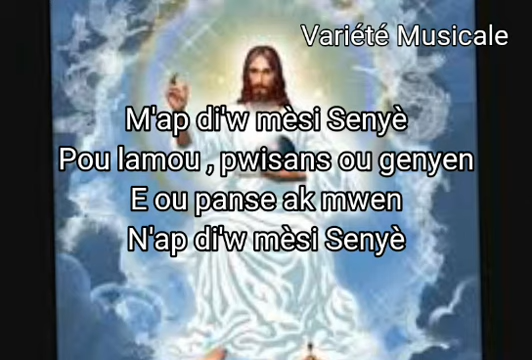 Variété Musicale
M'ap di'w mèsi Senyè
Pou lamou , pwisans ou genyen
E ou panse ak mwen
N'ap di'w mèsi Senyè